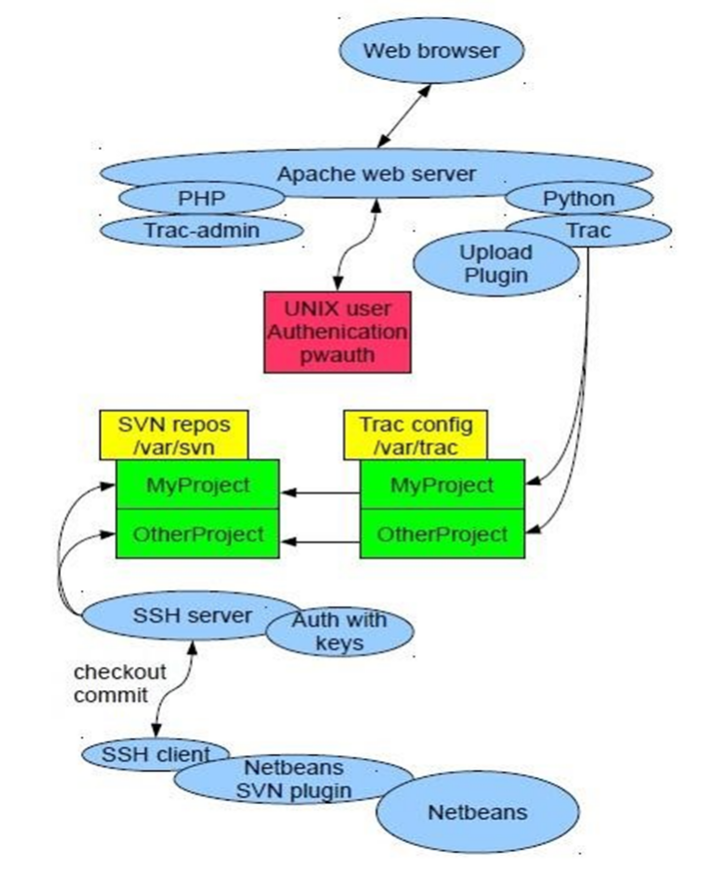 Web browser
Apache web server
PHP
Python
Trac-admin
Trac
Upload
Plugin
UNIX user
Authenication
pwauth
SVN repos
/var/svn
Trac config
/var/trac
MyProject
MyProject
OtherProject
OtherProject
SSH server
Auth with
keys
checkout
commit
SSH client
Netbeans
SVN plugin
Netbeans